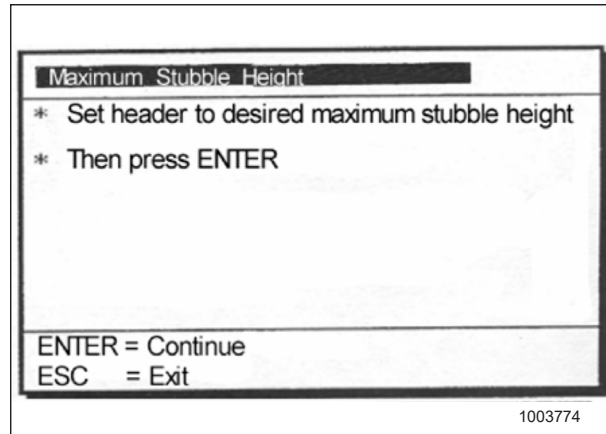 Maximum Stubble Height
* Set header to desired maximum stubble height
* Then press ENTER
ENTER = Continue
ESC = Exit
1003774